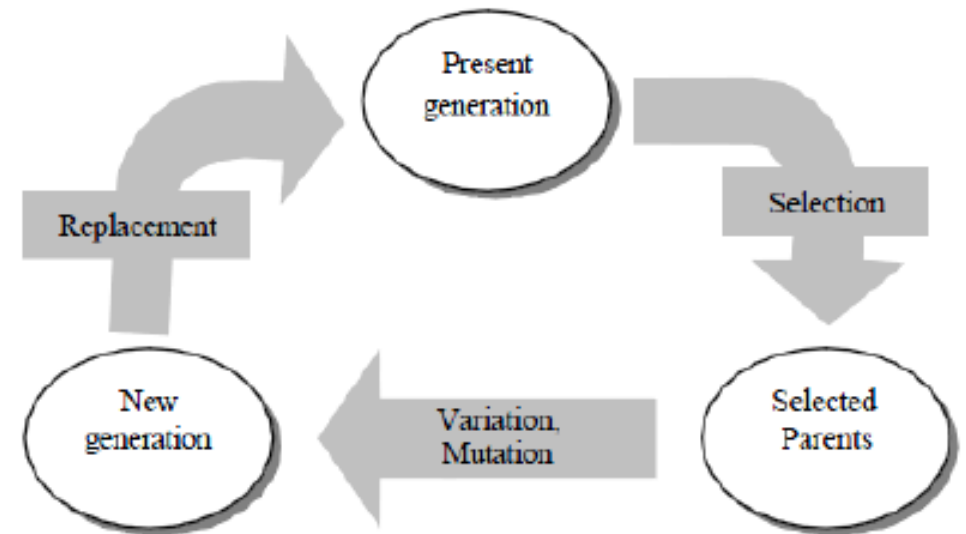 Present
generation
Selection
Replacement
Selected
Parents
Variation,
Mutation
New
generation